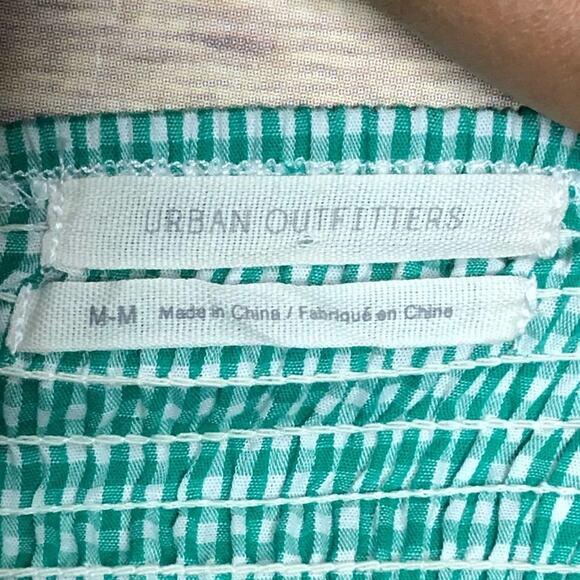 URBAN OUTFITTERS
M-M Made in China / Fabriqué en Chine